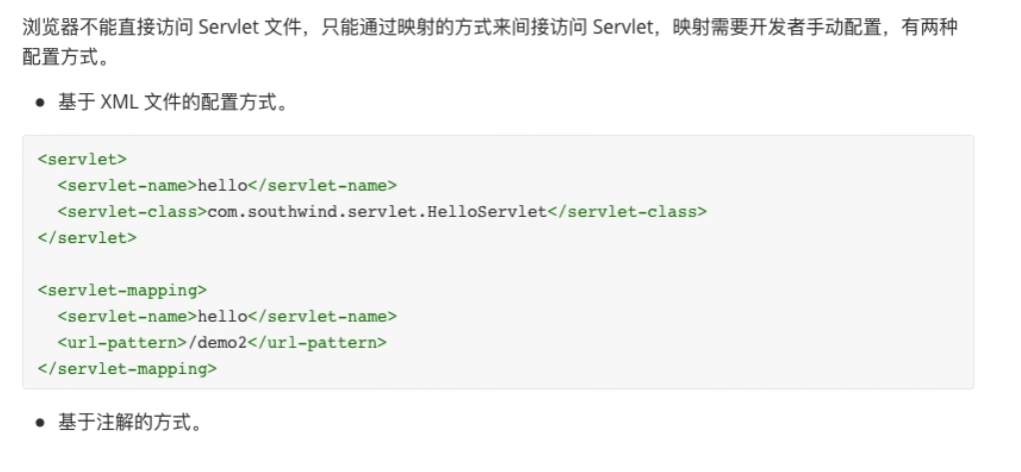 浏览器不能直接访问 Servlet 文件，只能通过映射的方式来间接访问 Servlet，映射需要开发者手动配置，有两种
配置方式。
● 基于 XML 文件的配置方式。
<servlet>
  <servlet-name>hello</servlet-name>
  <servlet-class>com.southwind.servlet.HelloServlet</servlet-class>
</servlet>
<servlet-mapping>
  <servlet-name>hello</servlet-name>
  <url-pattern>/demo2</url-pattern>
</servlet-mapping>
● 基于注解的方式。